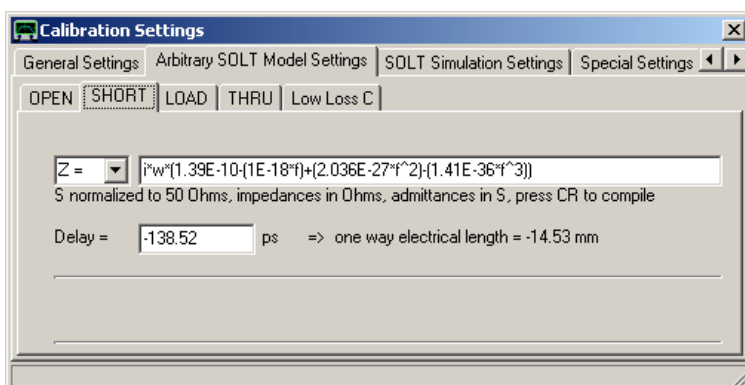 Calibration Settings
General Settings Arbitrary SOLT Model Settings SOLT Simulation Settings Special Settings
OPEN SHORT LOAD THRU Low Loss C
Z = i*w*(1.39E-10-(1E-18*f)+(2.036E-27*f^2)-(1.41E-36*f^3))
S normalized to 50 Ohms, impedances in Ohms, admittances in S, press CR to compile
Delay = -138.52 ps => one way electrical length = -14.53 mm